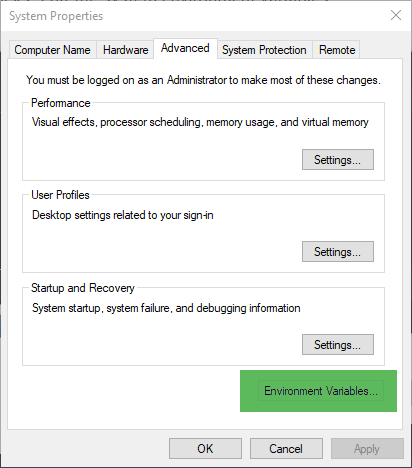 System Properties
Computer Name Hardware Advanced System Protection Remote
You must be logged on as an Administrator to make most of these changes.
Performance
Visual effects, processor scheduling, memory usage, and virtual memory
Settings...
User Profiles
Desktop settings related to your sign-in
Settings...
Startup and Recovery
System startup, system failure, and debugging information
Settings...
Environment Variables...
OK Cancel Apply